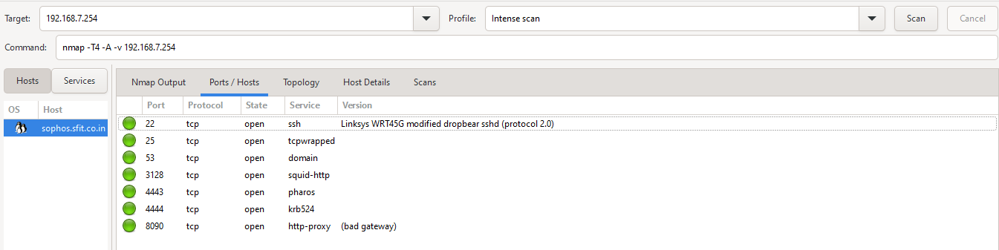 Target: 192.168.7.254 Profile: Intense scan Scan Cancel
Command: nmap -T4 -A -v 192.168.7.254
Hosts Services Nmap Output Ports / Hosts Topology Host Details Scans
OS Host Port Protocol State Service Version
sophos.sfit.co.in 22 tcp open ssh Linksys WRT45G modified dropbear sshd (protocol 2.0)
25 tcp open tcpwrapped
53 tcp open domain
3128 tcp open squid-http
4443 tcp open pharos
4444 tcp open krb524
8090 tcp open http-proxy (bad gateway)